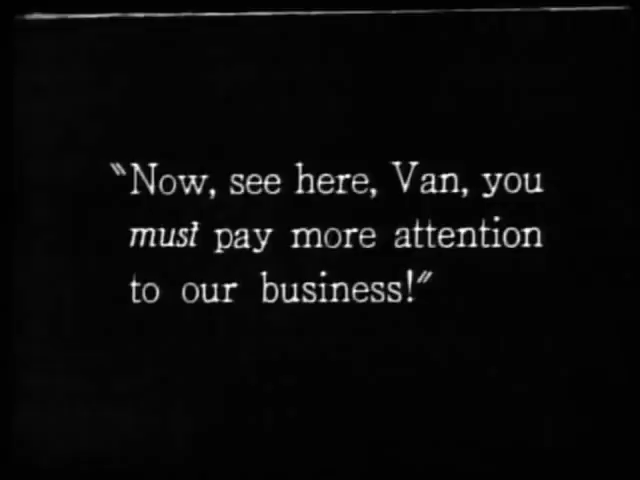 "Now, see here, Van, you
must pay more attention
to our business!"